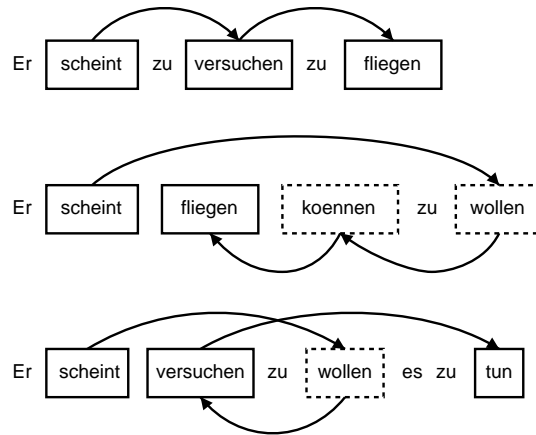 Er scheint zu versuchen zu fliegen
Er scheint fliegen koennen zu wollen
Er scheint versuchen zu wollen es zu tun